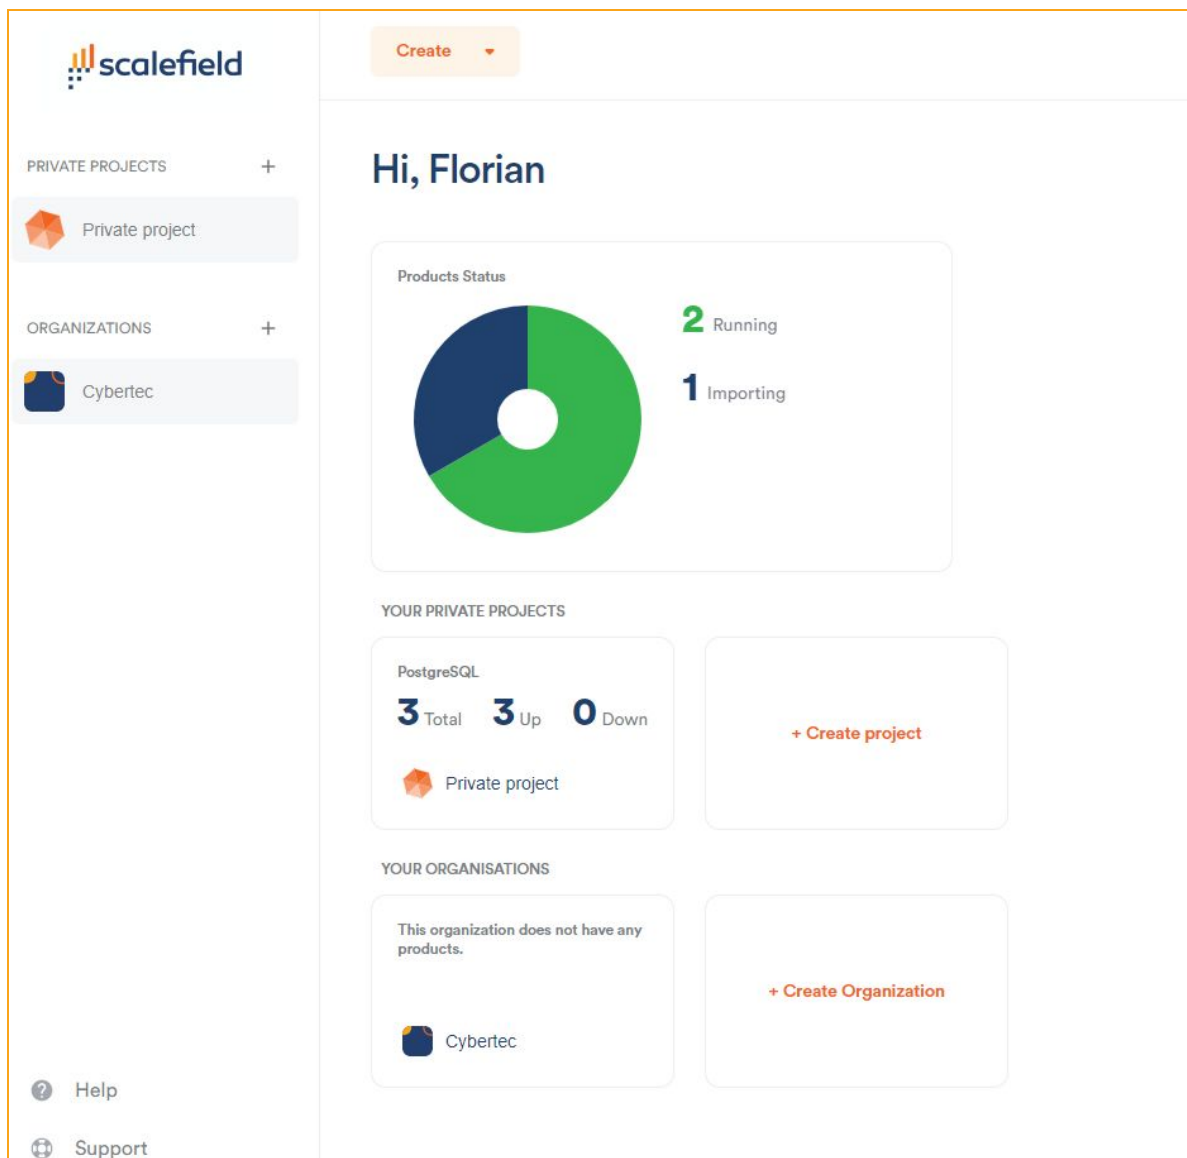 scalefield
Create
PRIVATE PROJECTS +
Private project
ORGANIZATIONS +
Cybertec
Help
Support
Hi, Florian
Products Status
2 Running
1 Importing
YOUR PRIVATE PROJECTS
PostgreSQL
3 Total 3 Up 0 Down
Private project
+ Create project
YOUR ORGANISATIONS
This organization does not have any
products.
Cybertec
+ Create Organization